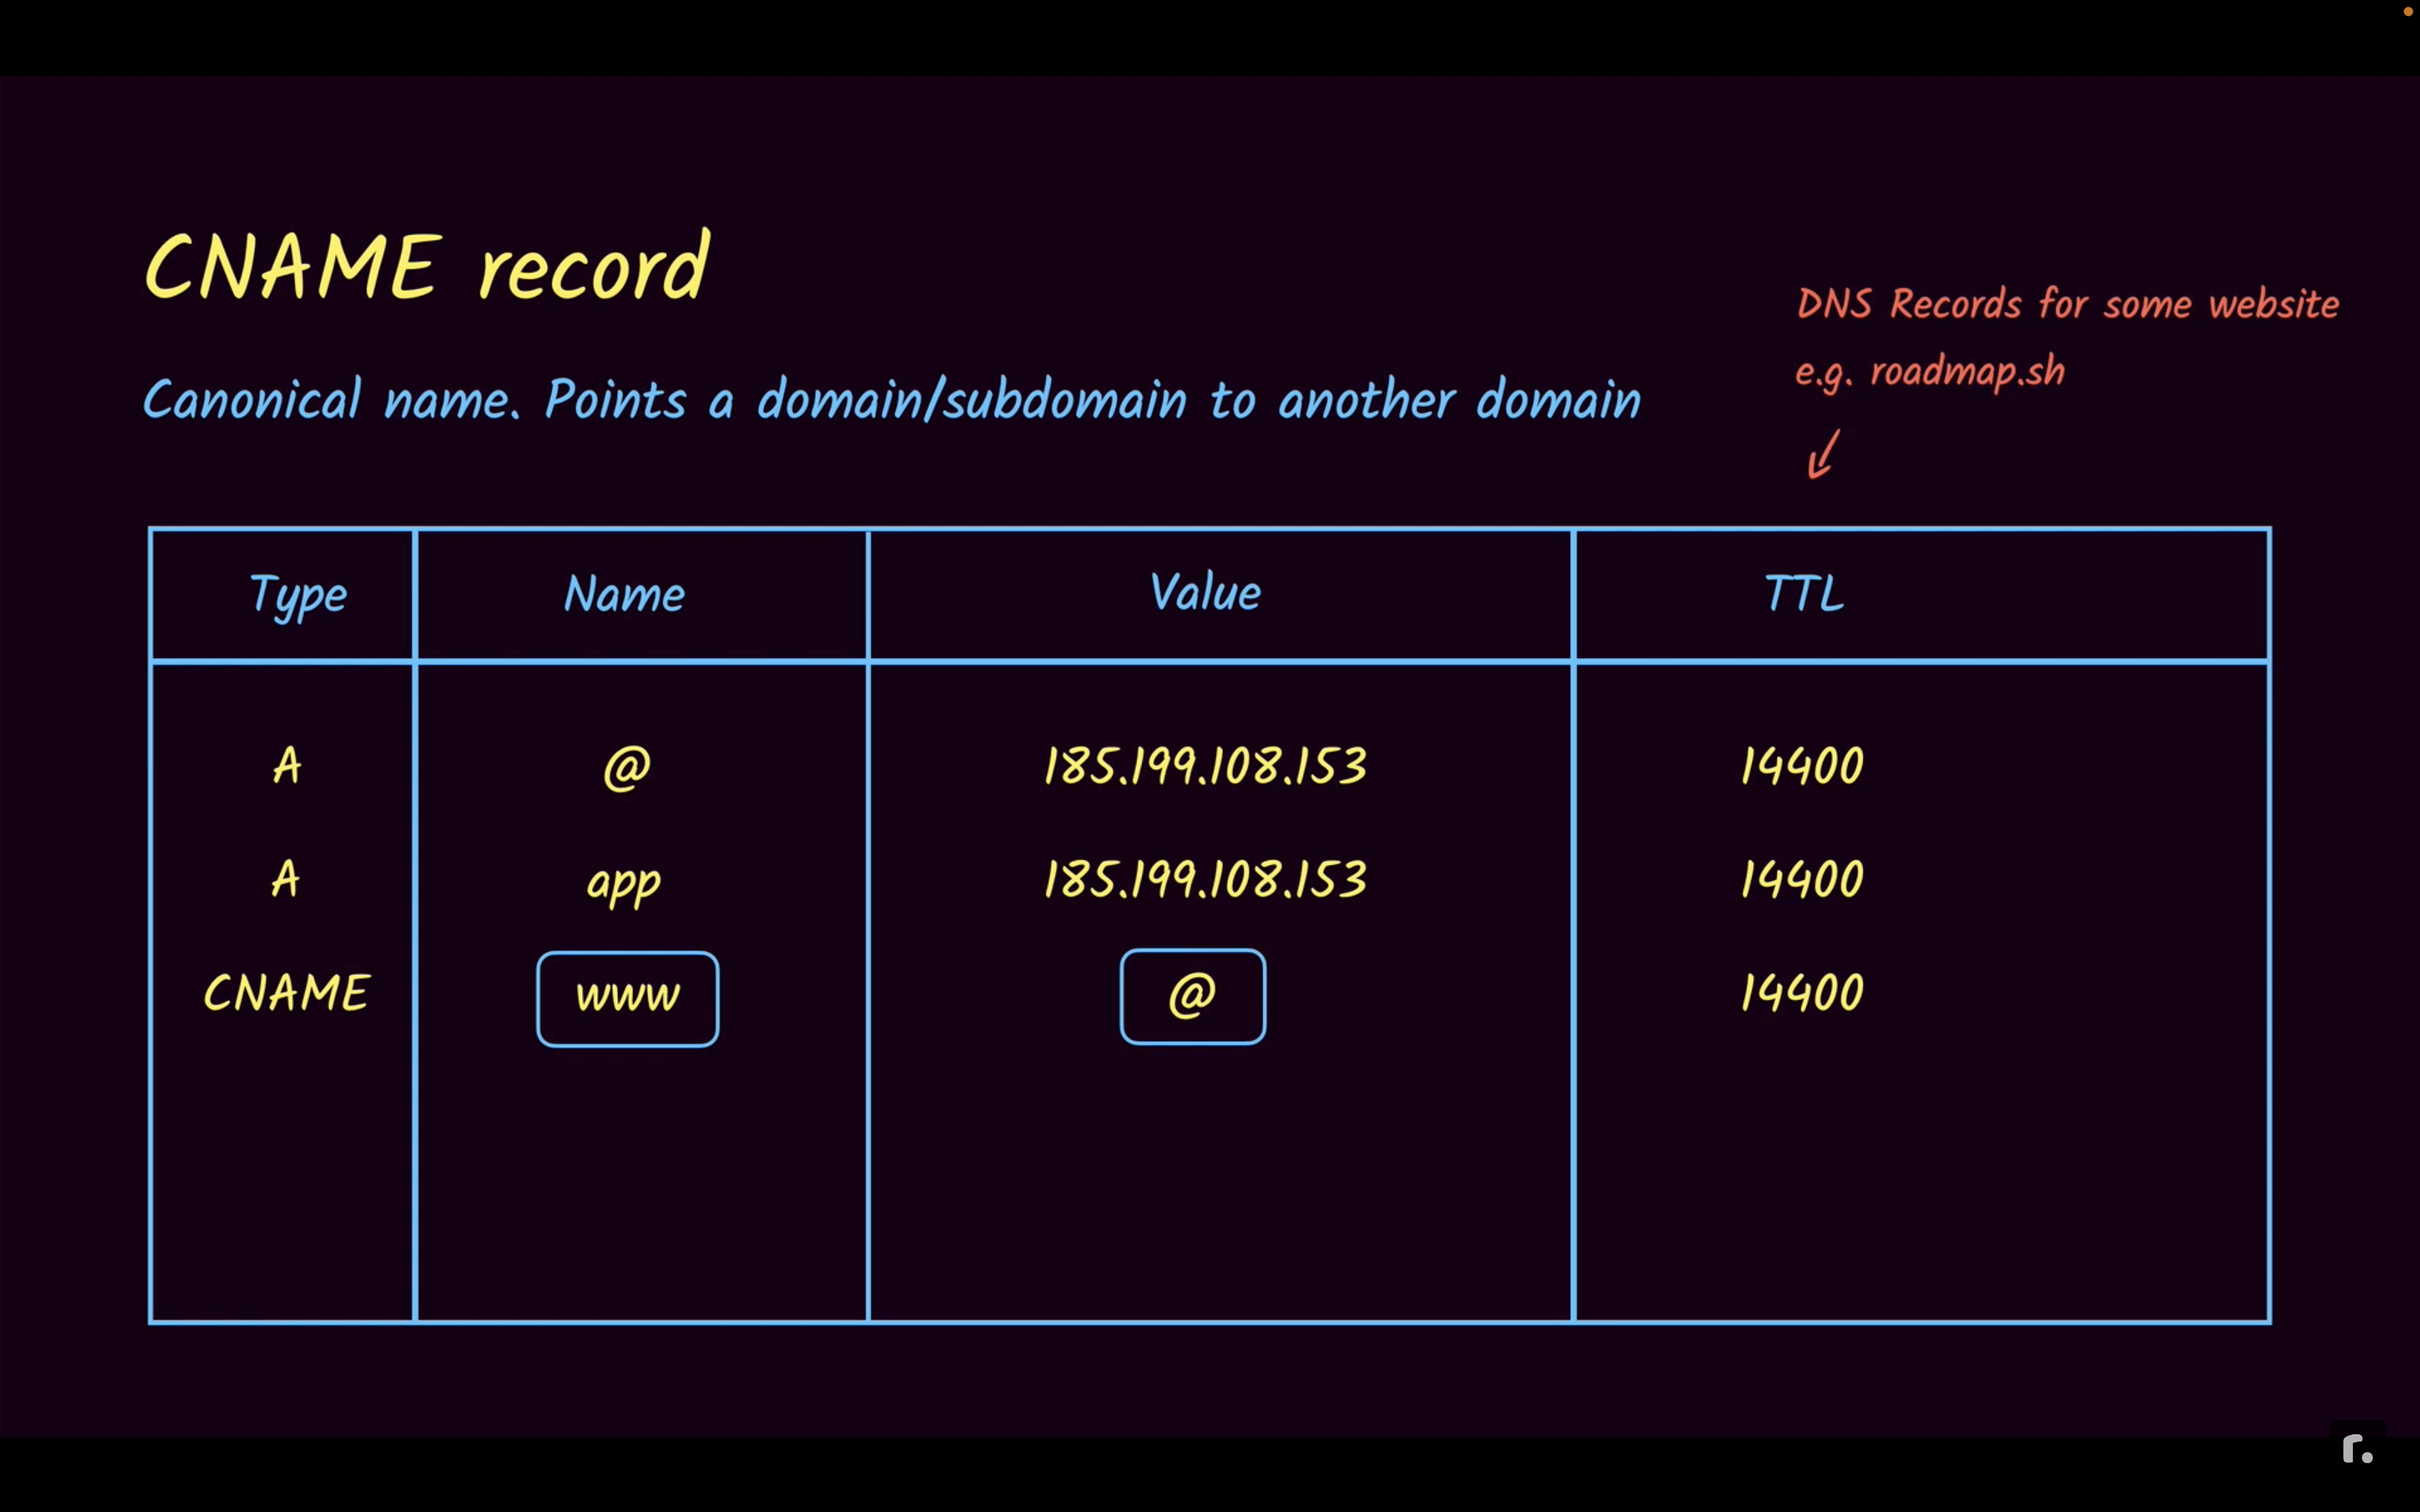 CNAME record
DNS Records for some website
e.g. roadmap.sh
Canonical name. Points a domain/subdomain to another domain
Type Name Value TTL
A @ 185.199.108.153 14400
A app 185.199.108.153 14400
CNAME www @ 14400
r.